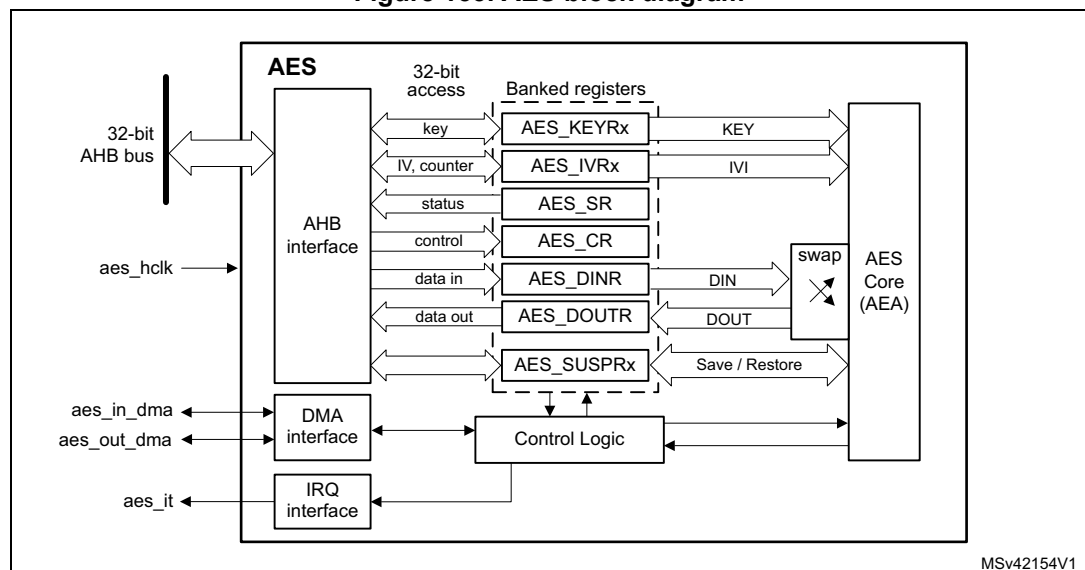 AES
32-bit
access
Banked registers
32-bit
AHB bus
AHB
interface
key
AES_KEYRx
KEY
IV, counter
AES_IVRx
IVI
status
AES_SR
control
AES_CR
aes_hclk
data in
AES_DINR
DIN
swap
AES
Core
(AEA)
data out
AES_DOUTR
DOUT
AES_SUSPRx
Save / Restore
aes_in_dma
aes_out_dma
DMA
interface
Control Logic
aes_it
IRQ
interface
MSv42154V1